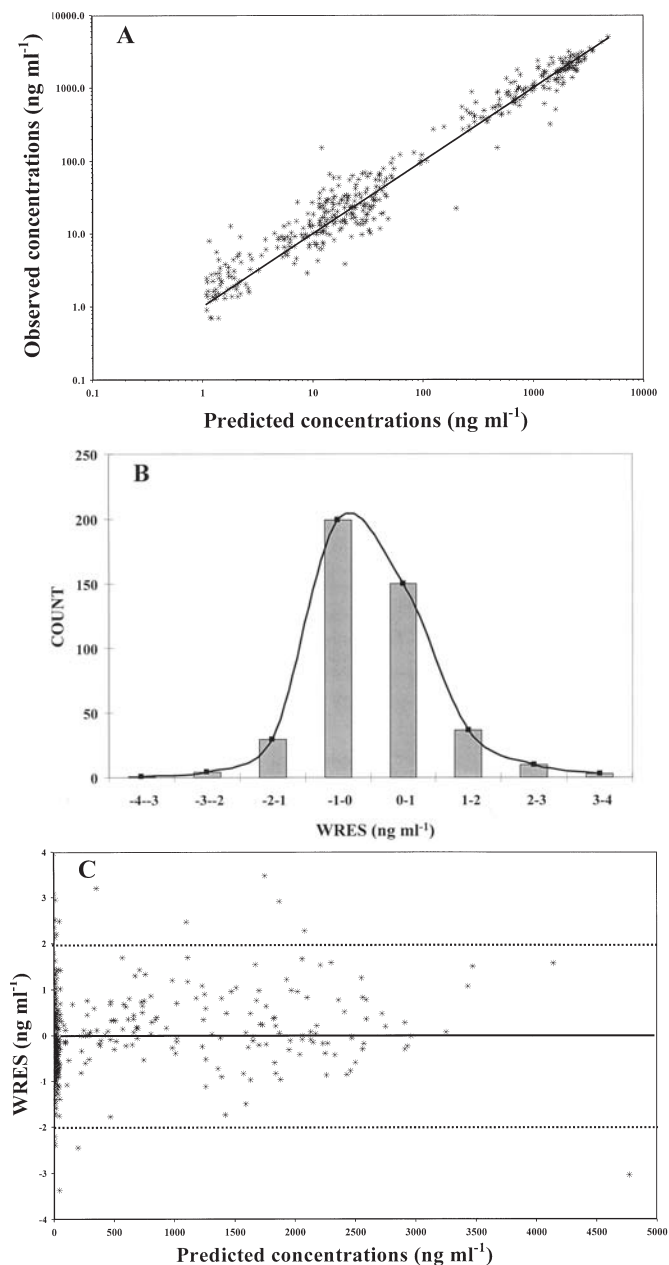 A
10000.0
1000.0
100.0
10.0
1.0
0.1
Observed concentrations (ng ml⁻¹)
0.1 1 10 100 1000 10000
Predicted concentrations (ng ml⁻¹)
B
250
200
150
100
50
0
COUNT
-4--3 -3--2 -2-1 -1-0 0-1 1-2 2-3 3-4
WRES (ng ml⁻¹)
C
4
3
2
1
0
-1
-2
-3
-4
WRES (ng ml⁻¹)
0 500 1000 1500 2000 2500 3000 3500 4000 4500 5000
Predicted concentrations (ng ml⁻¹)